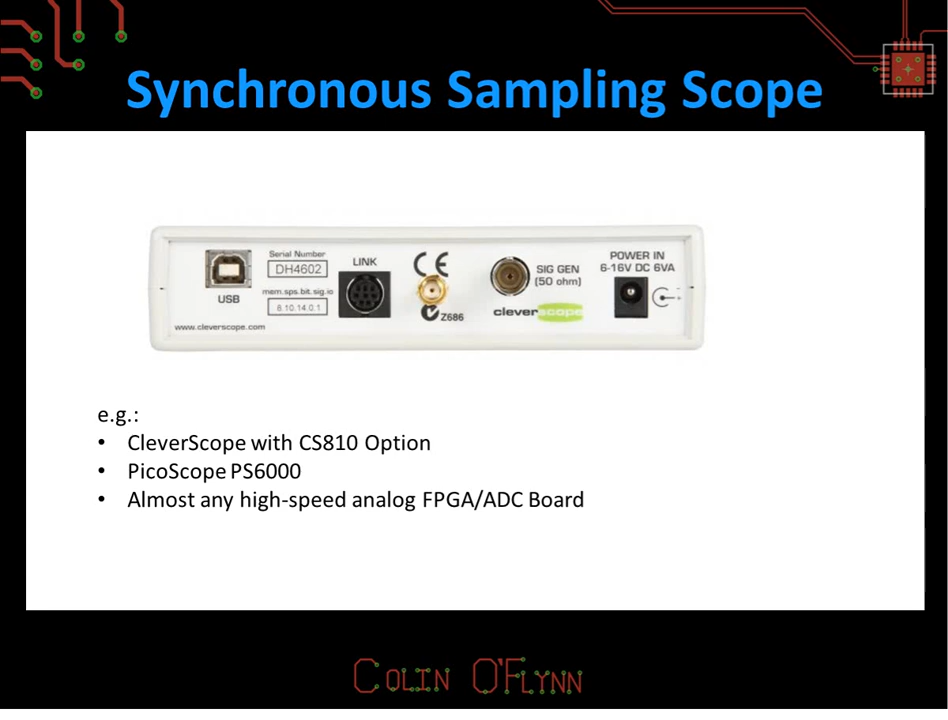 Synchronous Sampling Scope
Serial Number
DH4602
USB
mem.sps.bit.sig.io
8.10.14.0.1
www.cleverscope.com
LINK
CE
Z686
SIG GEN
(50 ohm)
cleverscope
POWER IN
6-16V DC 6VA
- +
e.g.:
• CleverScope with CS810 Option
• PicoScope PS6000
• Almost any high-speed analog FPGA/ADC Board
COLIN O'FLYNN